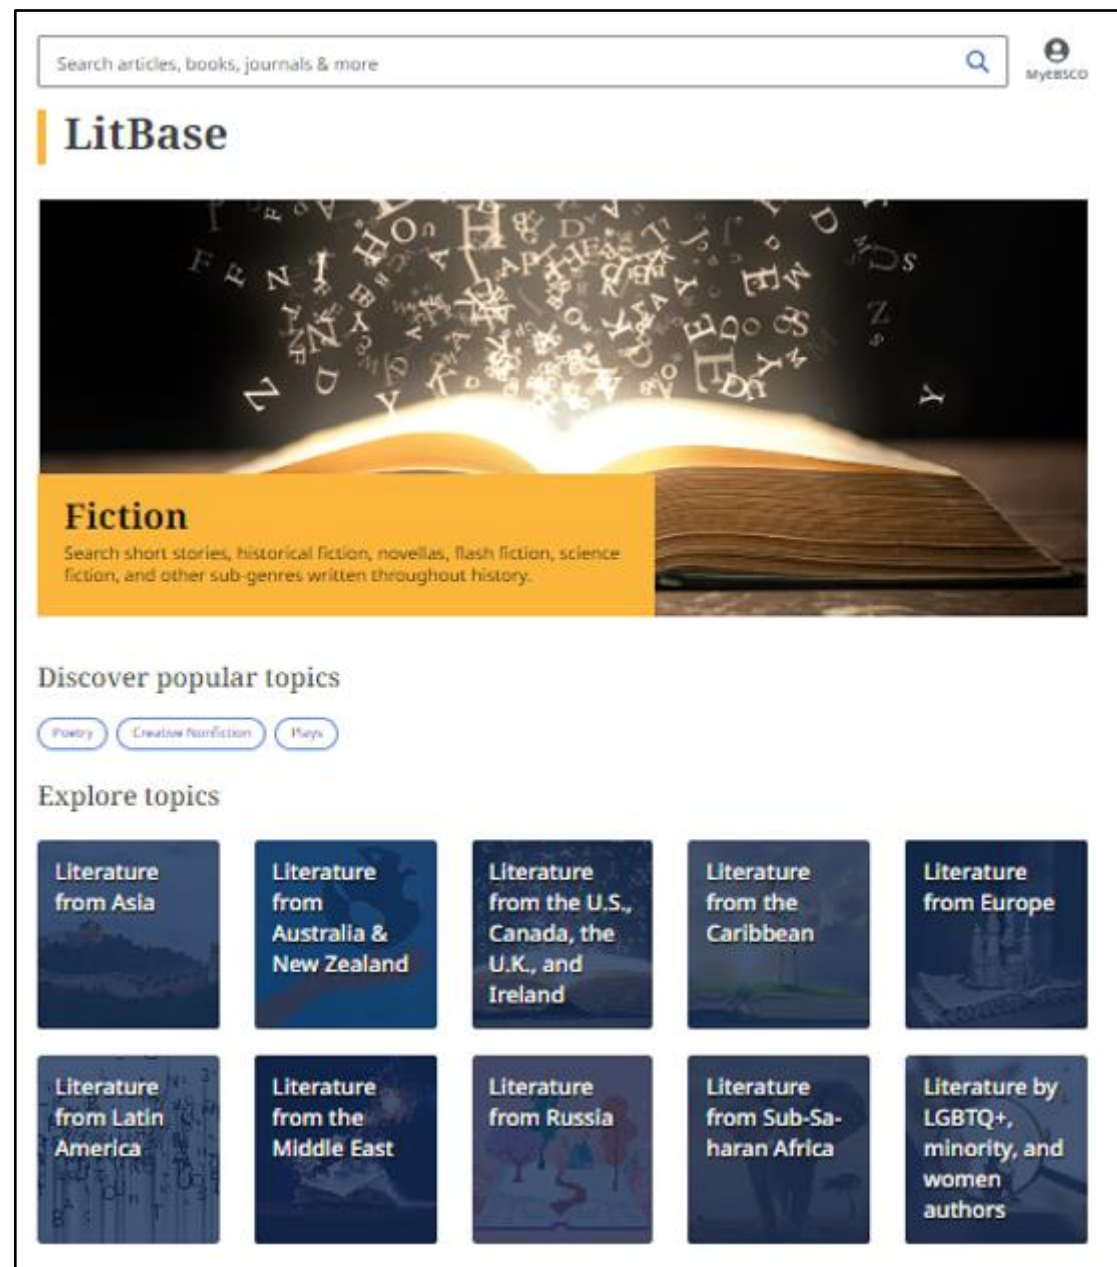 Search articles, books, journals & more
MyEBSCO
LitBase
Fiction
Search short stories, historical fiction, novellas, flash fiction, science
fiction, and other sub-genres written throughout history.
Discover popular topics
Poetry
Creative Nonfiction
Plays
Explore topics
Literature
from Asia
Literature
from
Australia &
New Zealand
Literature
from the U.S.,
Canada, the
U.K., and
Ireland
Literature
from the
Caribbean
Literature
from Europe
Literature
from Latin
America
Literature
from the
Middle East
Literature
from Russia
Literature
from Sub-Sa-
haran Africa
Literature by
LGBTQ+,
minority, and
women
authors